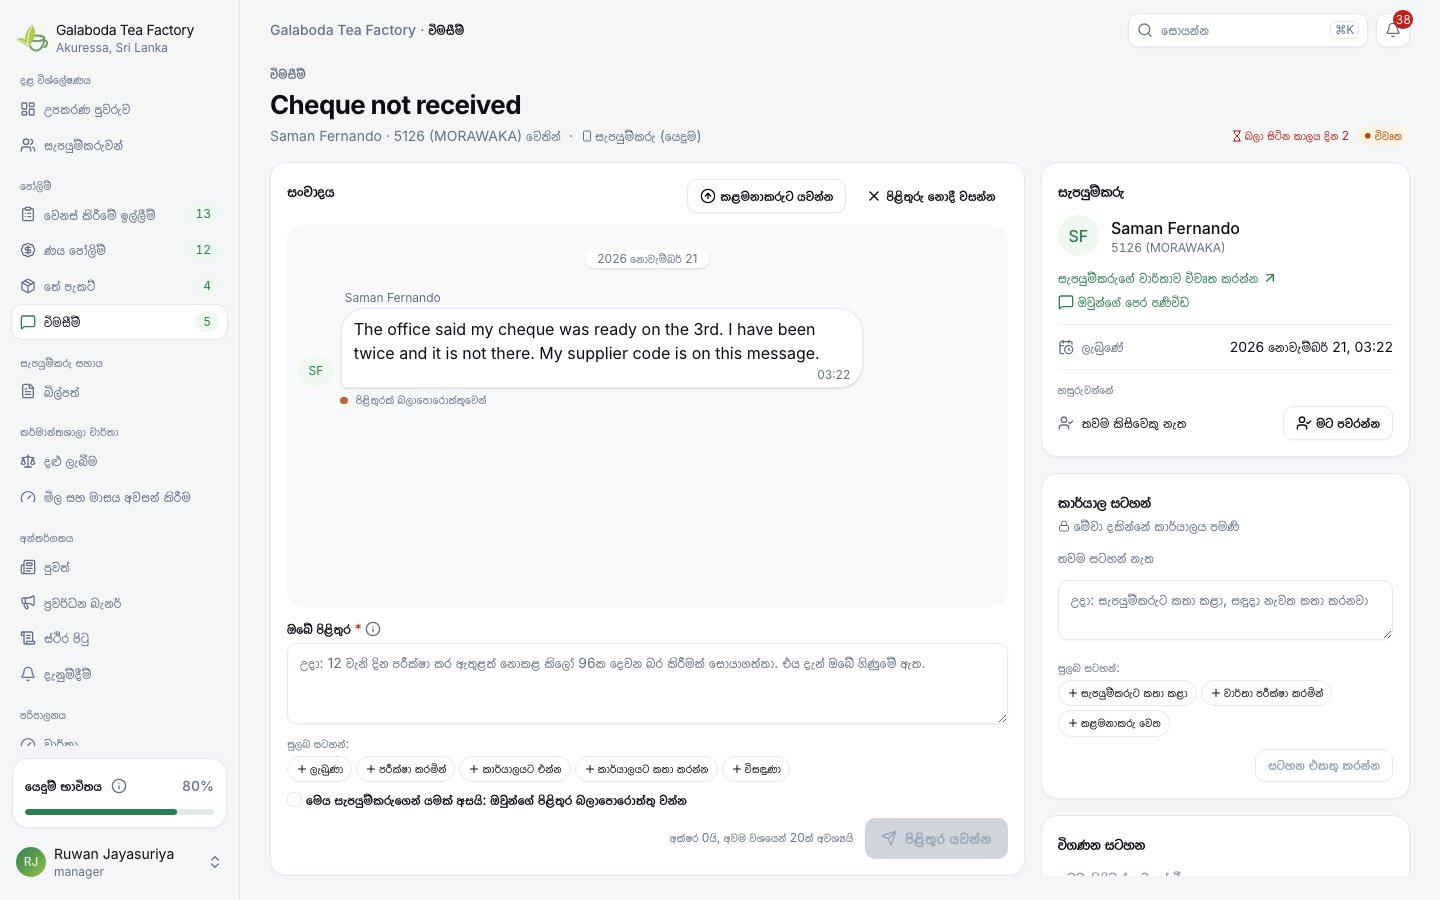 Galaboda Tea Factory
Akuressa, Sri Lanka
දළු විශ්ලේෂණය
උපකරණ පුවරුව
සැපයුම්කරුවන්
පෝලිම්
වෙනස් කිරීමේ ඉල්ලීම් 13
ණය පෝලිම් 12
තේ පැකට් 4
විමසීම් 5
සැපයුම්කරු සහාය
බිල්පත්
කර්මාන්තශාලා වාර්තා
දළු ලැබීම්
මිල සහ මාසය අවසන් කිරීම
අන්තර්ගතය
පුවත්
ප්‍රවර්ධන බැනර්
ස්ථිර පිටු
දැනුම්දීම්
පරිපාලනය
වාර්තා
යෙදුම් භාවිතය 80%
RJ
Ruwan Jayasuriya
manager
Galaboda Tea Factory · විමසීම්
සොයන්න ⌘K
38
විමසීම්
Cheque not received
Saman Fernando · 5126 (MORAWAKA) වෙතින් · සැපයුම්කරු (යෙදුම)
බලා සිටින කාලය දින 2
විවෘත
සංවාදය
කළමනාකරුට යවන්න
පිළිතුරු නොදී වසන්න
2026 නොවැම්බර් 21
Saman Fernando
SF
The office said my cheque was ready on the 3rd. I have been
twice and it is not there. My supplier code is on this message.
03:22
පිළිතුරක් බලාපොරොත්තුවෙන්
ඔබේ පිළිතුර *
උදා: 12 වැනි දින පරීක්ෂා කර ඇතුළත් නොකළ කිලෝ 96ක දෙවන බර කිරීමක් සොයාගත්තා. එය දැන් ඔබේ ගිණුමේ ඇත.
සුලබ සටහන්:
+ ලැබුණා
+ පරීක්ෂා කරමින්
+ කාර්යාලයට එන්න
+ කාර්යාලයට කතා කරන්න
+ විසඳුණා
මෙය සැපයුම්කරුගෙන් යමක් අසයි: ඔවුන්ගේ පිළිතුර බලාපොරොත්තු වන්න
අක්ෂර 0යි, අවම වශයෙන් 20ක් අවශ්‍යයි
පිළිතුර යවන්න
සැපයුම්කරු
SF
Saman Fernando
5126 (MORAWAKA)
සැපයුම්කරුගේ වාර්තාව විවෘත කරන්න
ඔවුන්ගේ පෙර පණිවිඩ
ලැබුණේ 2026 නොවැම්බර් 21, 03:22
හසුරුවන්නේ
තවම කිසිවෙකු නැත
මට පවරන්න
කාර්යාල සටහන්
මේවා දකින්නේ කාර්යාලය පමණි
තවම සටහන් නැත
උදා: සැපයුම්කරුට කතා කළා, සඳුදා නැවත කතා කරනවා
සුලබ සටහන්:
+ සැපයුම්කරුට කතා කළා
+ වාර්තා පරීක්ෂා කරමින්
+ කළමනාකරු වෙත
සටහන එකතු කරන්න
විගණන සටහන